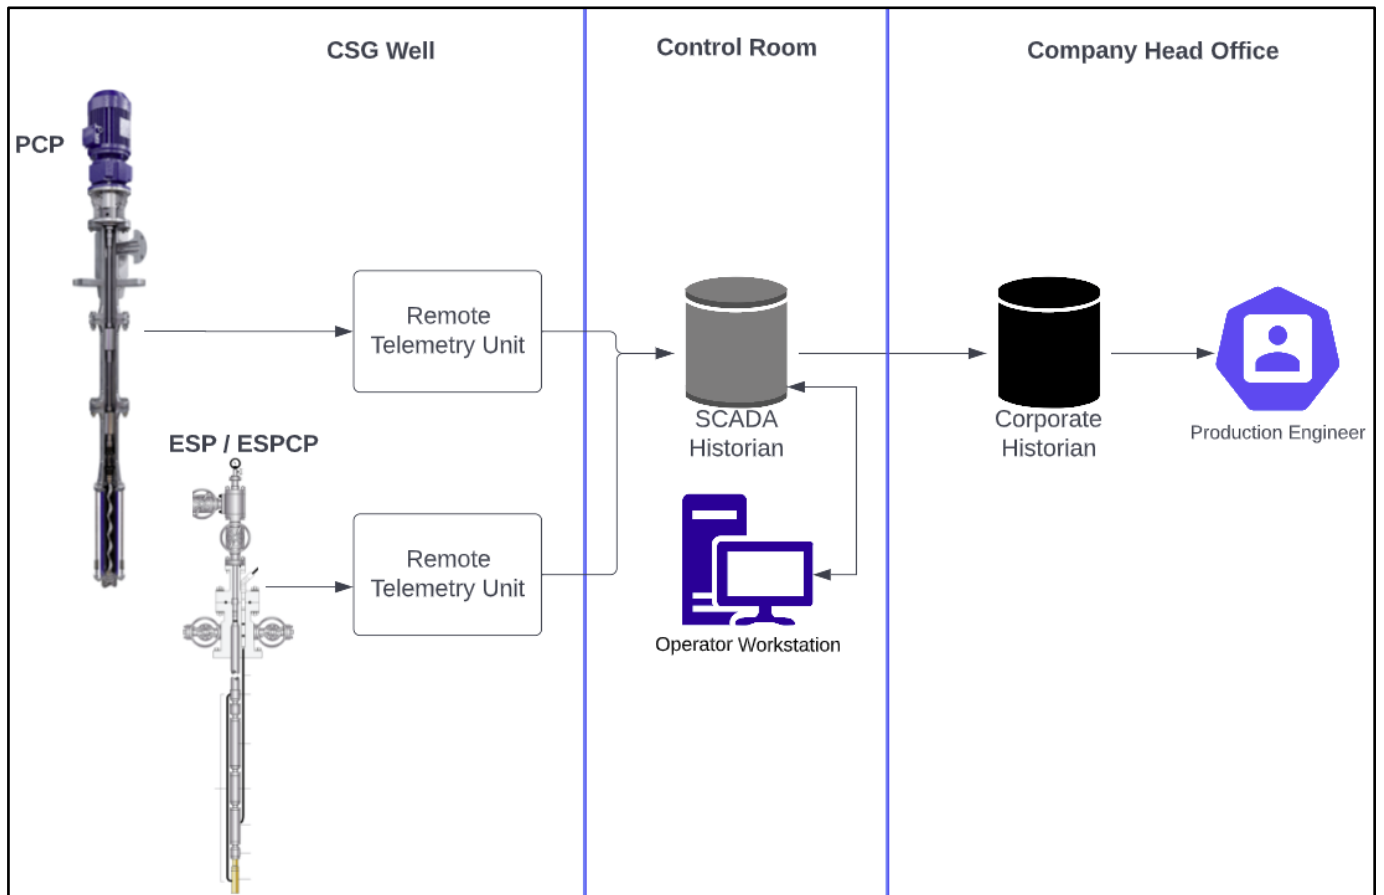 CSG Well
Control Room
Company Head Office
PCP
Remote
Telemetry Unit
SCADA
Historian
Corporate
Historian
Production Engineer
ESP / ESPCP
Remote
Telemetry Unit
Operator Workstation